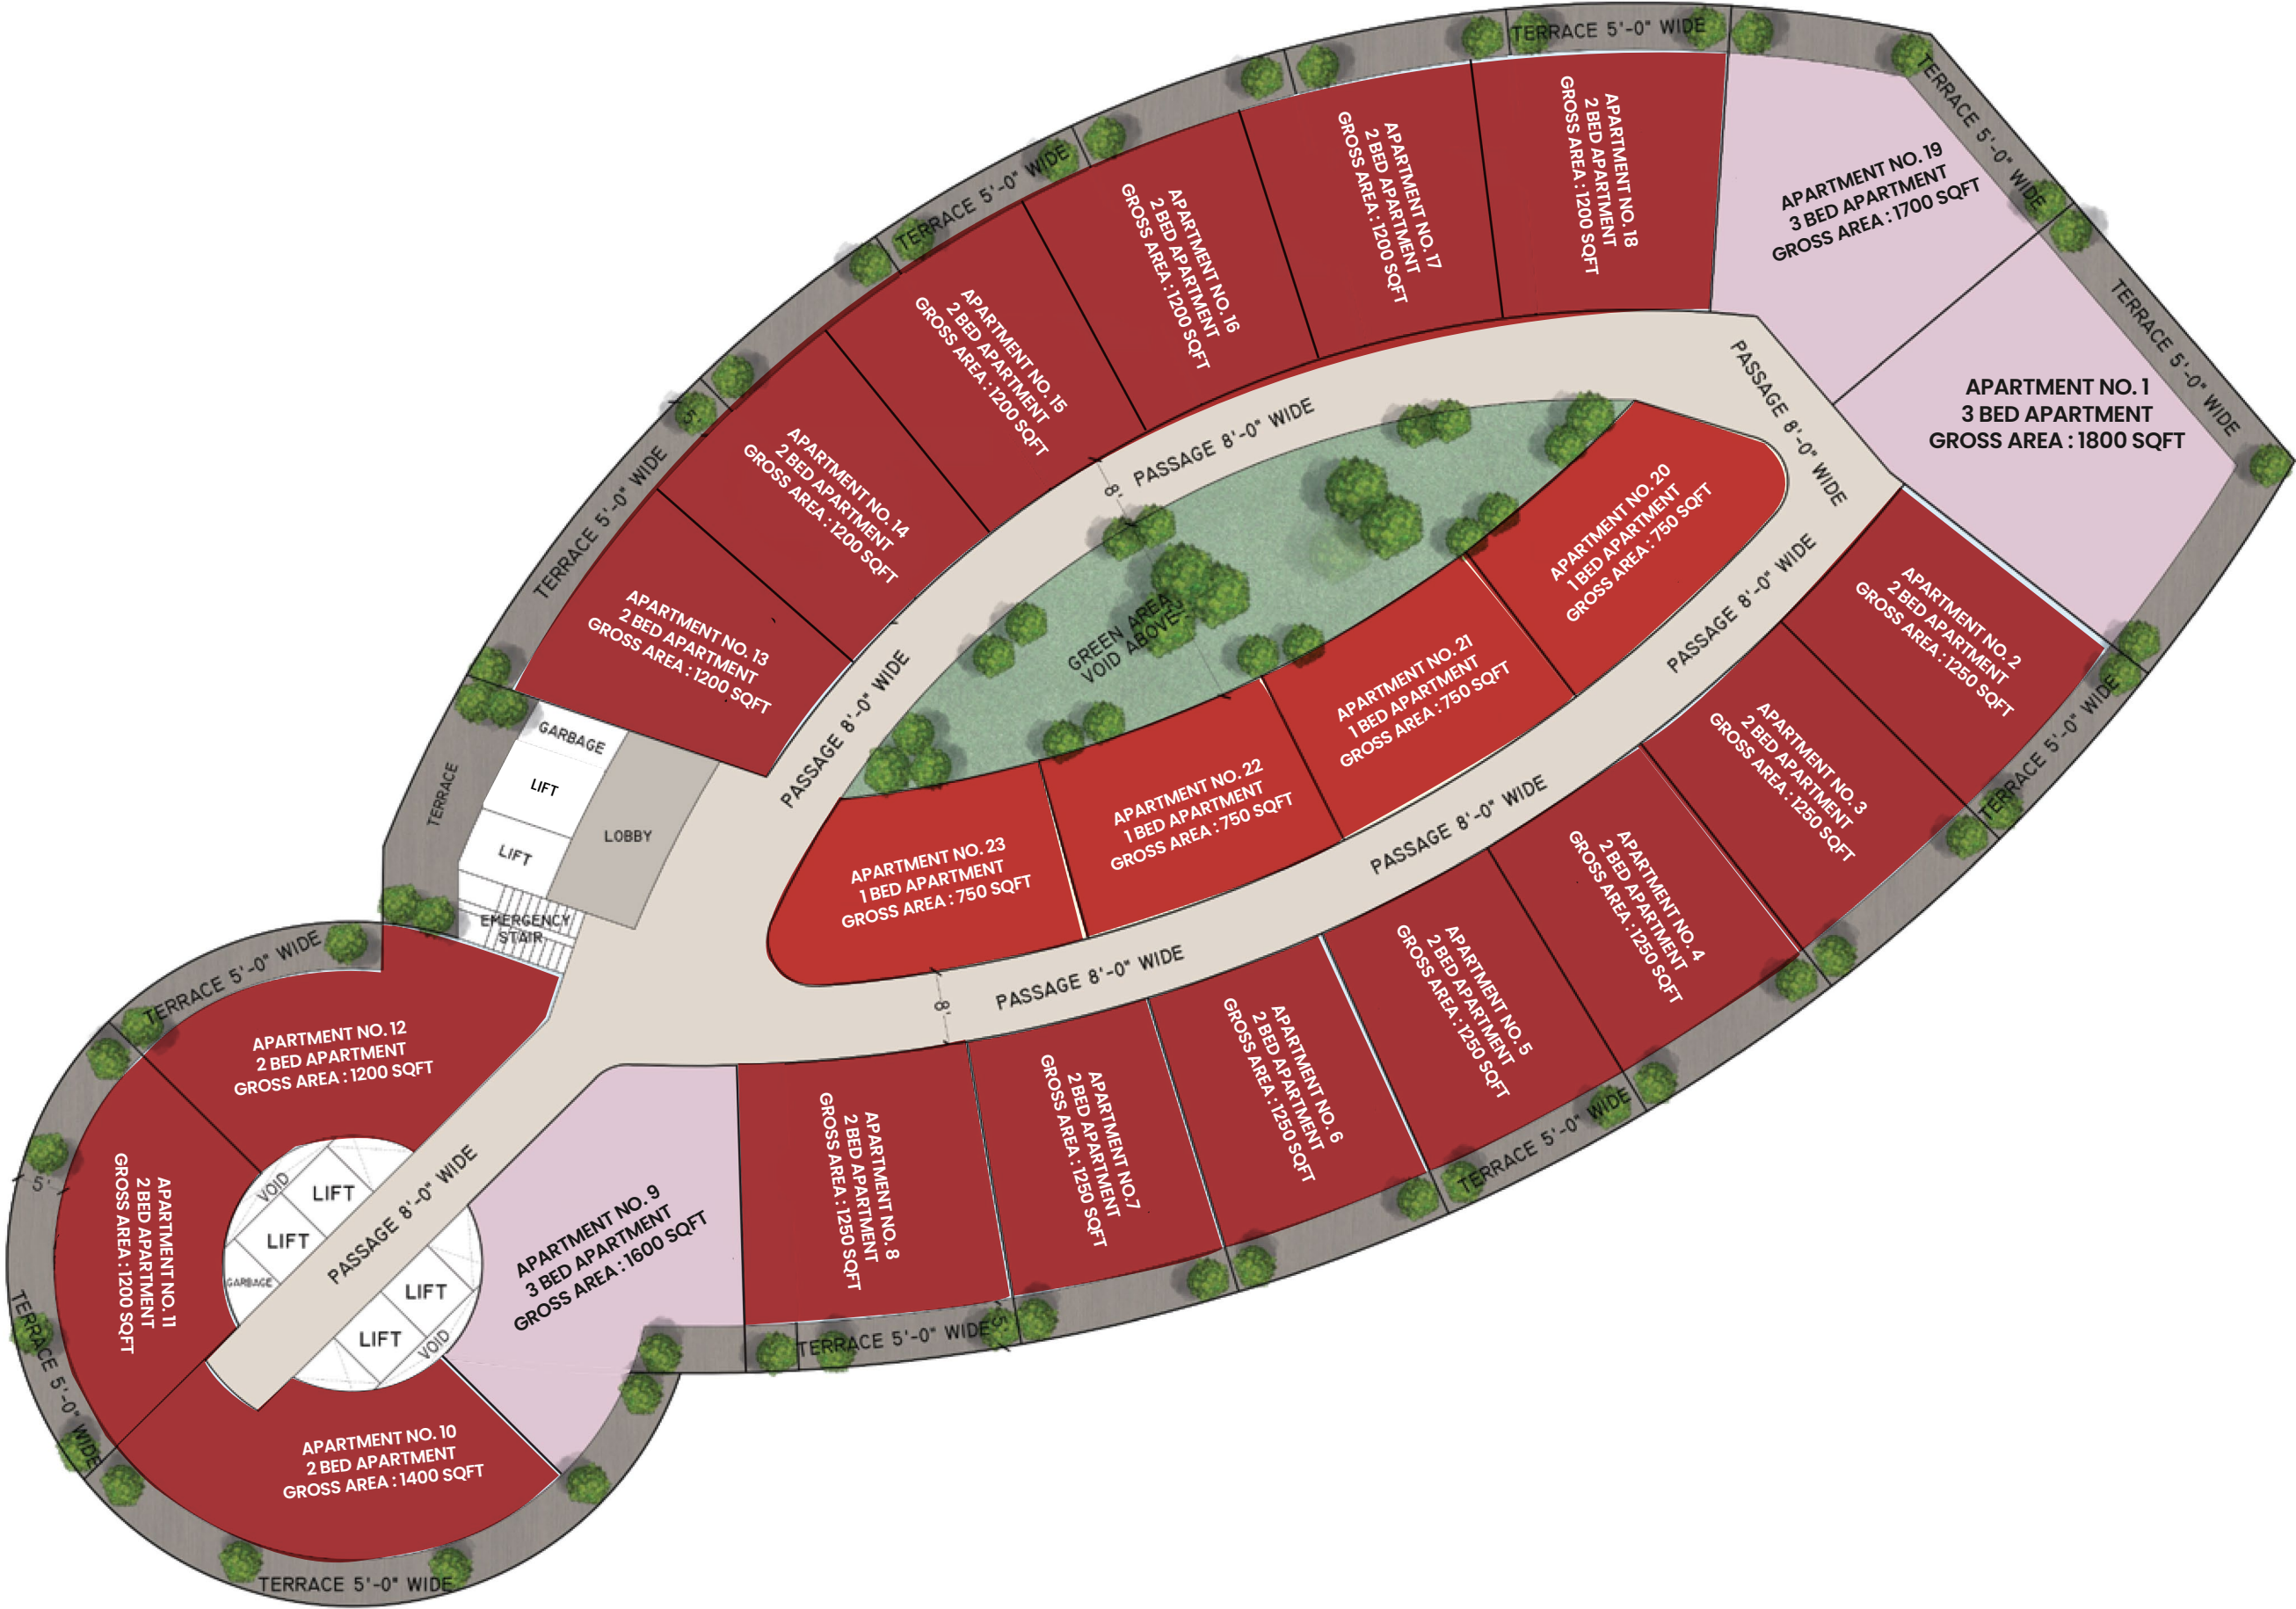 TERRACE 5'-0" WIDE
APARTMENT NO. 18
2 BED APARTMENT
GROSS AREA : 1200 SQFT
APARTMENT NO. 17
2 BED APARTMENT
GROSS AREA : 1200 SQFT
APARTMENT NO. 16
2 BED APARTMENT
GROSS AREA : 1200 SQFT
TERRACE 5'-0" WIDE
APARTMENT NO. 15
2 BED APARTMENT
GROSS AREA : 1200 SQFT
APARTMENT NO. 14
2 BED APARTMENT
GROSS AREA : 1200 SQFT
5'
TERRACE 5'-0" WIDE
APARTMENT NO. 13
2 BED APARTMENT
GROSS AREA : 1200 SQFT
TERRACE 5'-0" WIDE
APARTMENT NO. 19
3 BED APARTMENT
GROSS AREA : 1700 SQFT
TERRACE 5'-0" WIDE
APARTMENT NO. 1
3 BED APARTMENT
GROSS AREA : 1800 SQFT
PASSAGE 8'-0" WIDE
PASSAGE 8'-0" WIDE
8'
PASSAGE 8'-0" WIDE
GREEN AREA
VOID ABOVE
APARTMENT NO. 20
1 BED APARTMENT
GROSS AREA : 750 SQFT
APARTMENT NO. 21
1 BED APARTMENT
GROSS AREA : 750 SQFT
APARTMENT NO. 22
1 BED APARTMENT
GROSS AREA : 750 SQFT
APARTMENT NO. 23
1 BED APARTMENT
GROSS AREA : 750 SQFT
PASSAGE 8'-0" WIDE
PASSAGE 8'-0" WIDE
PASSAGE 8'-0" WIDE
8'
APARTMENT NO. 2
2 BED APARTMENT
GROSS AREA : 1250 SQFT
TERRACE 5'-0" WIDE
APARTMENT NO. 3
2 BED APARTMENT
GROSS AREA : 1250 SQFT
APARTMENT NO. 4
2 BED APARTMENT
GROSS AREA : 1250 SQFT
APARTMENT NO. 5
2 BED APARTMENT
GROSS AREA : 1250 SQFT
TERRACE 5'-0" WIDE
APARTMENT NO. 6
2 BED APARTMENT
GROSS AREA : 1250 SQFT
APARTMENT NO.7
2 BED APARTMENT
GROSS AREA : 1250 SQFT
APARTMENT NO. 8
2 BED APARTMENT
GROSS AREA : 1250 SQFT
TERRACE 5'-0" WIDE
5'
GARBAGE
LIFT
LIFT
LOBBY
TERRACE
EMERGENCY
STAIR
TERRACE 5'-0" WIDE
APARTMENT NO. 12
2 BED APARTMENT
GROSS AREA : 1200 SQFT
APARTMENT NO. 11
2 BED APARTMENT
GROSS AREA : 1200 SQFT
5'
TERRACE 5'-0" WIDE
VOID
LIFT
LIFT
GARBAGE
PASSAGE 8'-0" WIDE
LIFT
LIFT
VOID
APARTMENT NO. 9
3 BED APARTMENT
GROSS AREA : 1600 SQFT
APARTMENT NO. 10
2 BED APARTMENT
GROSS AREA : 1400 SQFT
TERRACE 5'-0" WIDE